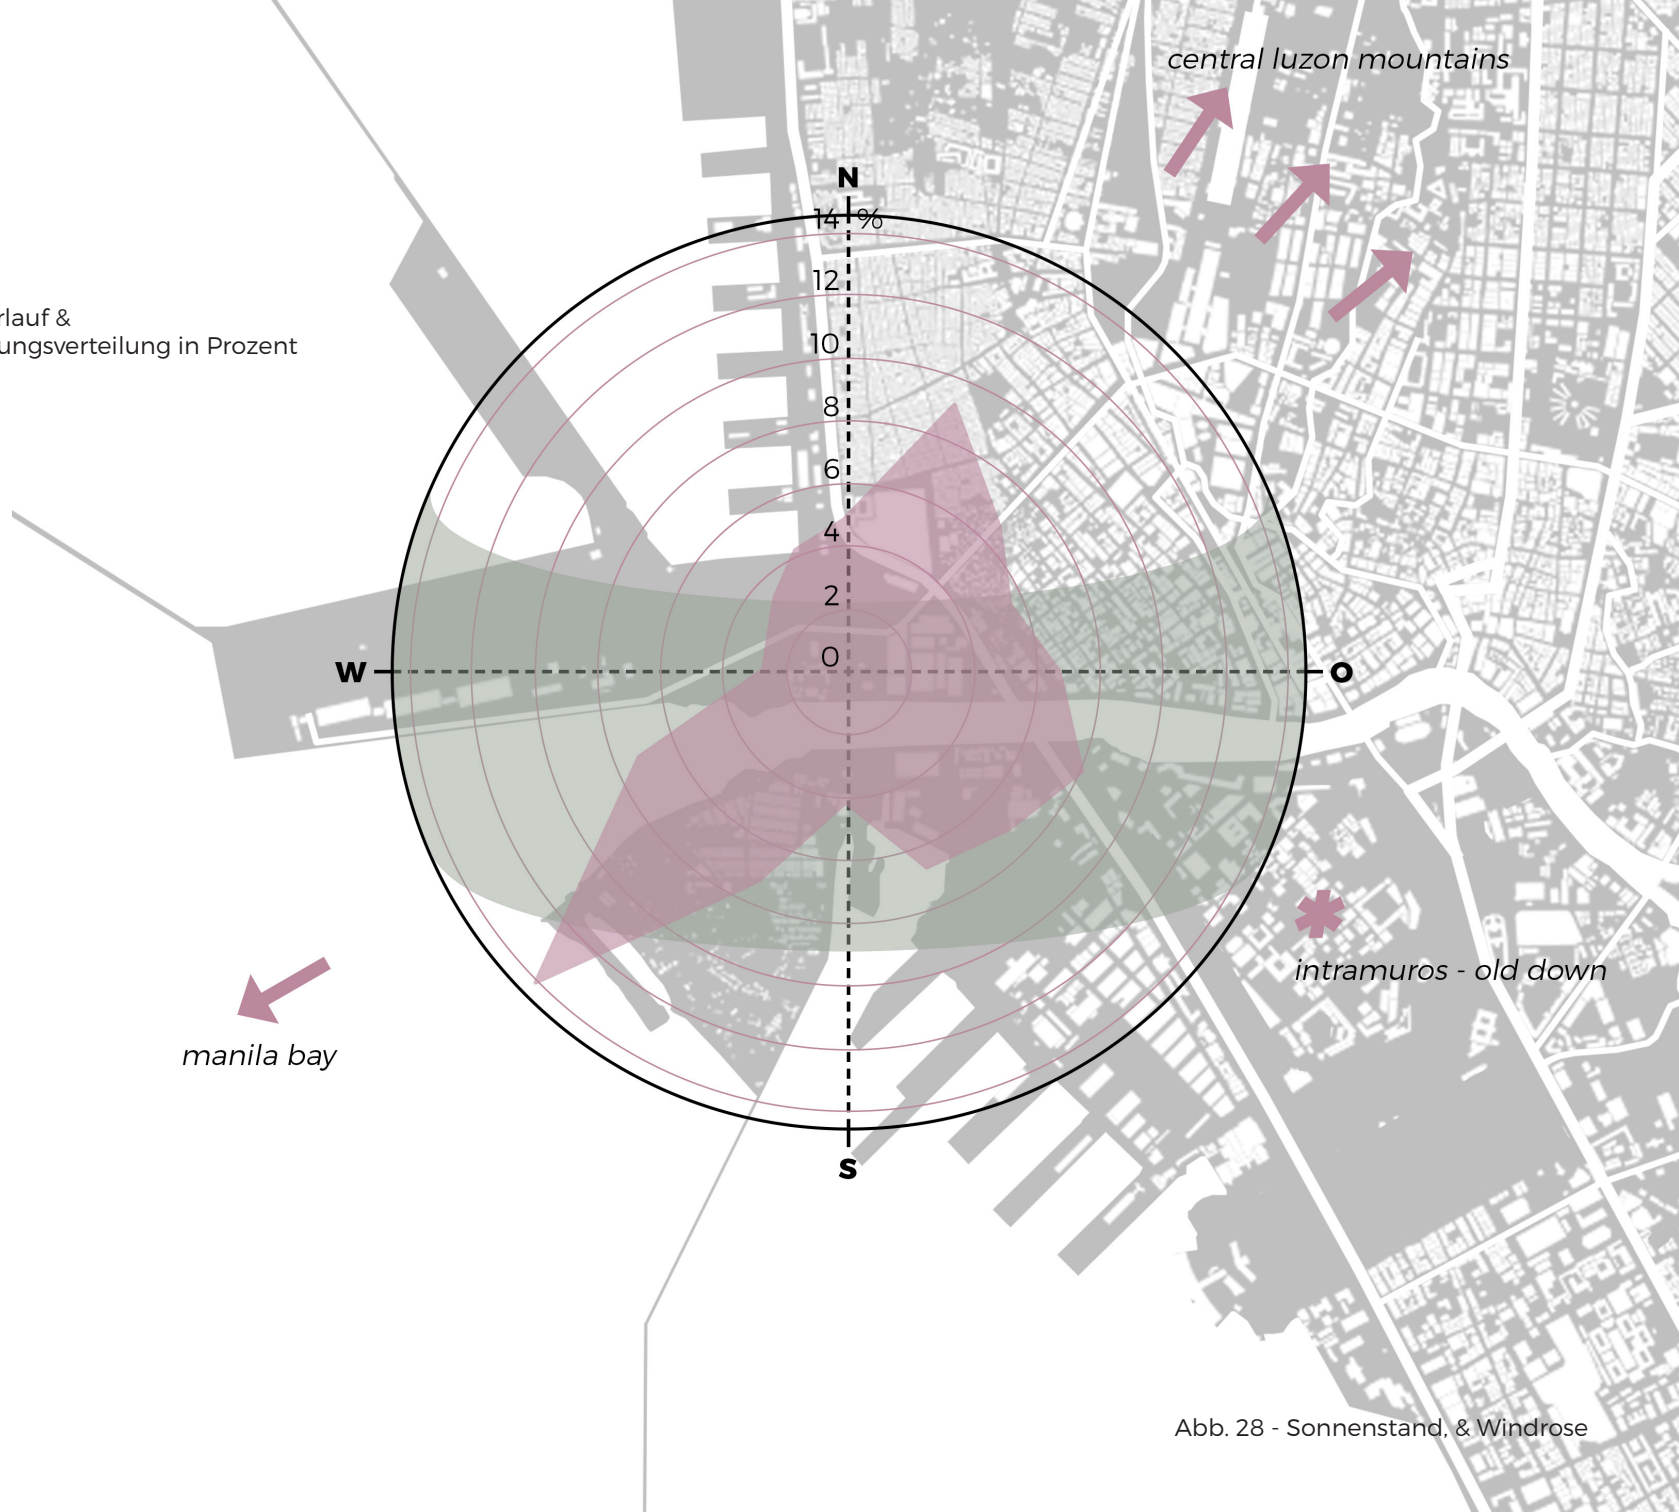 central luzon mountains
N
14 %
12
10
rlauf &
ungsverteilung in Prozent
8
6
4
2
0
W
O
intramuros - old down
manila bay
S
Abb. 28 - Sonnenstand, & Windrose